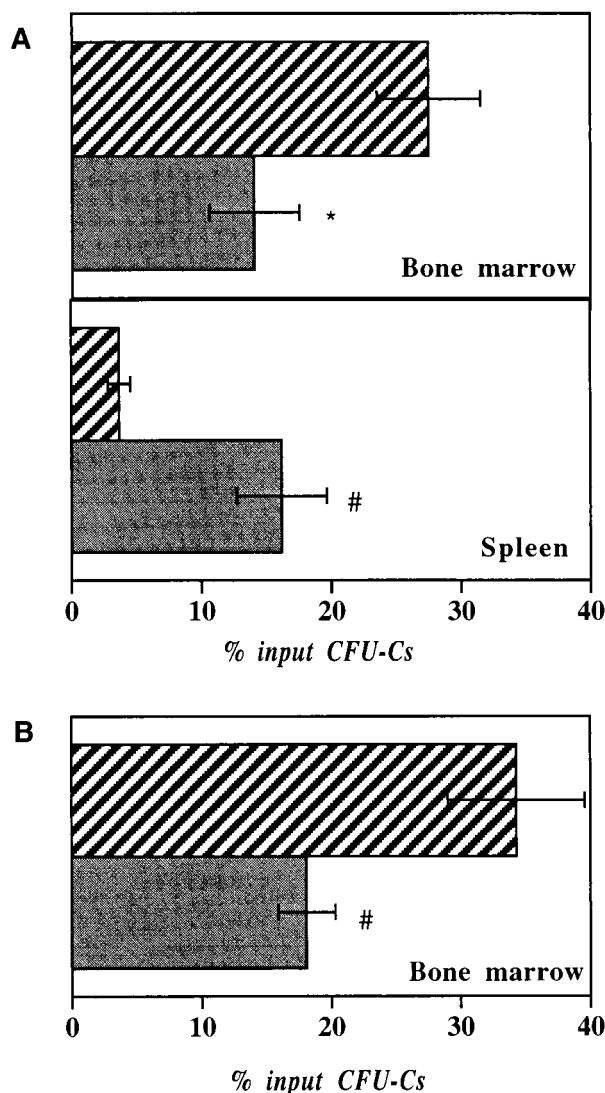 A
*
Bone marrow
#
Spleen
0 10 20 30 40
% input CFU-Cs
B
#
Bone marrow
0 10 20 30 40
% input CFU-Cs